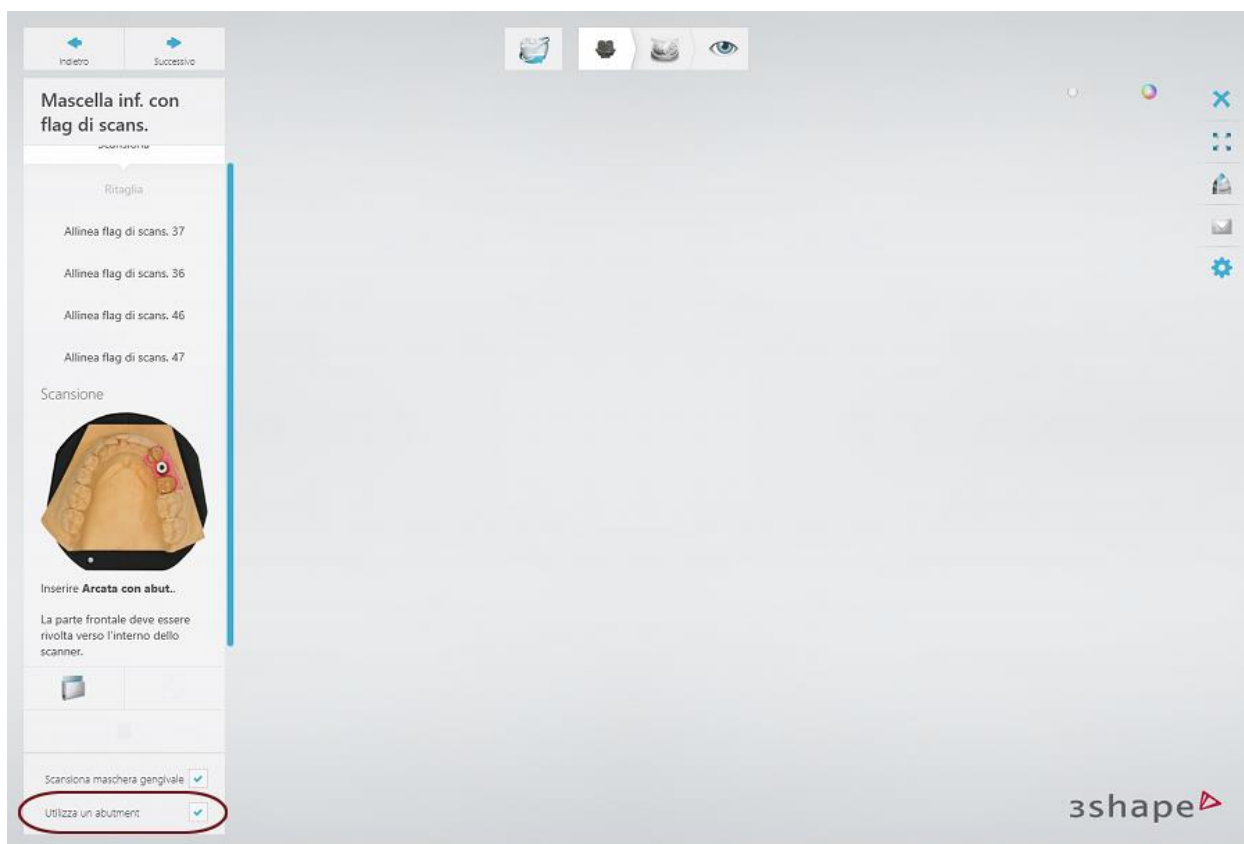 Indietro
Successivo
Mascella inf. con
flag di scans.
Scansiona
Ritaglia
Allinea flag di scans. 37
Allinea flag di scans. 36
Allinea flag di scans. 46
Allinea flag di scans. 47
Scansione
Inserire Arcata con abut..
La parte frontale deve essere
rivolta verso l'interno dello
scanner.
Scansiona maschera gengivale
Utilizza un abutment
3shape